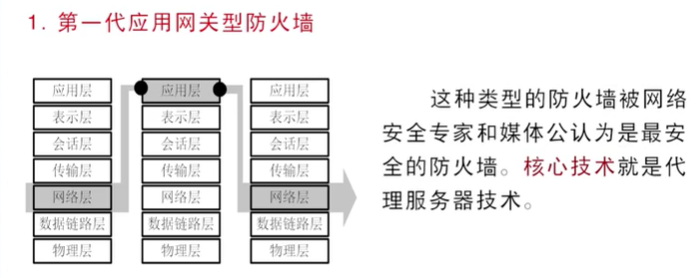 1. 第一代应用网关型防火墙
应用层 应用层 应用层
表示层 表示层 表示层
会话层 会话层 会话层
传输层 传输层 传输层
网络层 网络层 网络层
数据链路层 数据链路层 数据链路层
物理层 物理层 物理层
这种类型的防火墙被网络
安全专家和媒体公认为是最安
全的防火墙。核心技术就是代
理服务器技术。